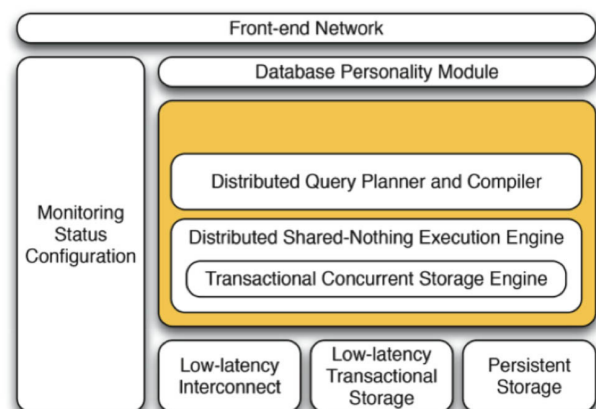 Front-end Network
Database Personality Module
Monitoring
Status
Configuration
Distributed Query Planner and Compiler
Distributed Shared-Nothing Execution Engine
Transactional Concurrent Storage Engine
Low-latency
Interconnect
Low-latency
Transactional
Storage
Persistent
Storage